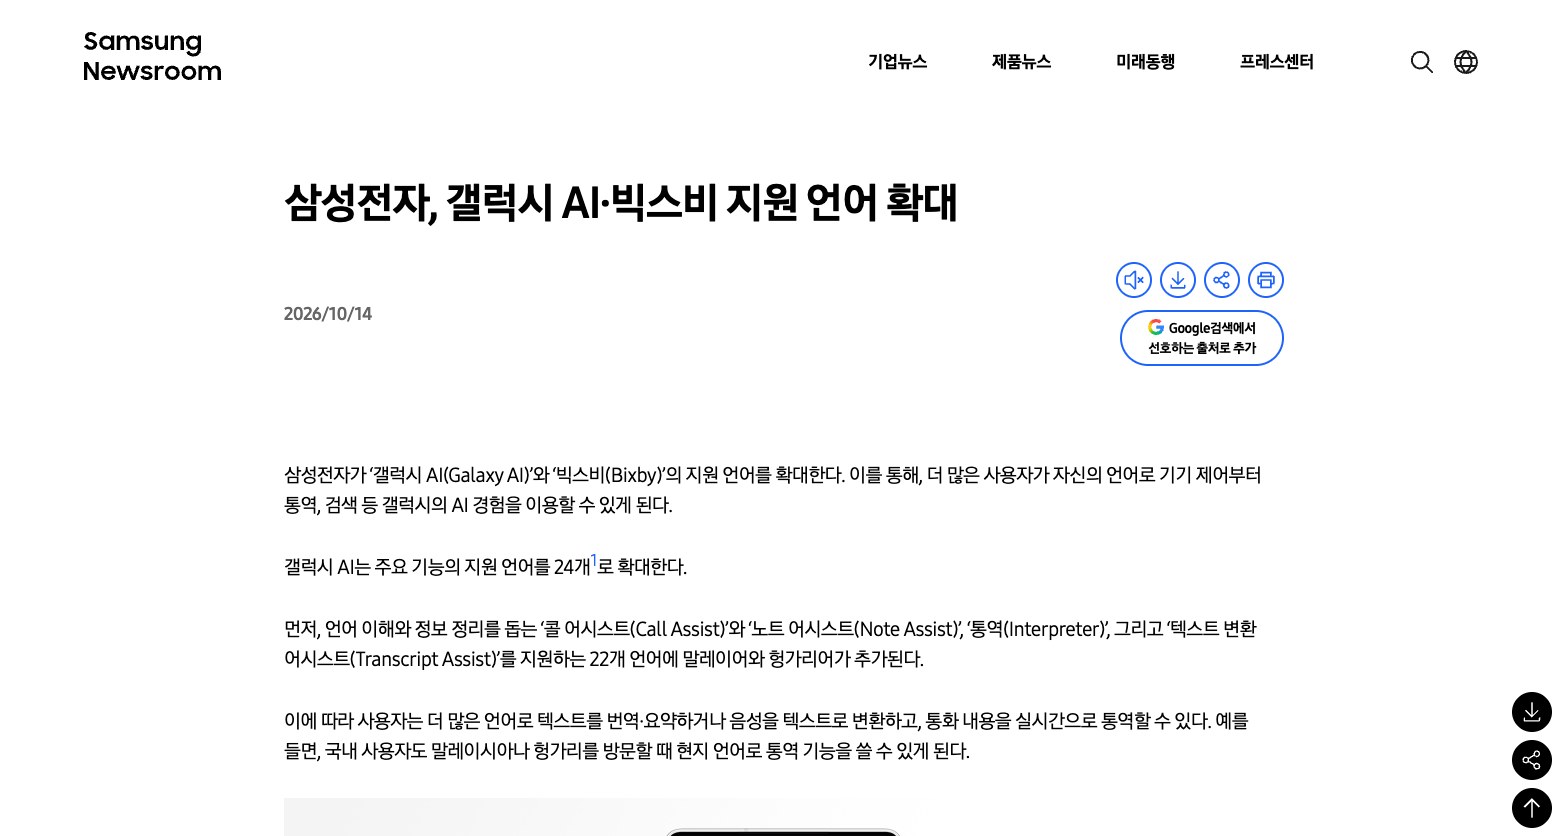 Samsung
Newsroom
기업뉴스
제품뉴스
미래동행
프레스센터
삼성전자, 갤럭시 AI·빅스비 지원 언어 확대
2026/10/14
Google검색에서
선호하는 출처로 추가
삼성전자가 ‘갤럭시 AI(Galaxy AI)’와 ‘빅스비(Bixby)’의 지원 언어를 확대한다. 이를 통해, 더 많은 사용자가 자신의 언어로 기기 제어부터
통역, 검색 등 갤럭시의 AI 경험을 이용할 수 있게 된다.
갤럭시 AI는 주요 기능의 지원 언어를 24개1로 확대한다.
먼저, 언어 이해와 정보 정리를 돕는 ‘콜 어시스트(Call Assist)’와 ‘노트 어시스트(Note Assist)’, ‘통역(Interpreter)’, 그리고 ‘텍스트 변환
어시스트(Transcript Assist)’를 지원하는 22개 언어에 말레이어와 헝가리어가 추가된다.
이에 따라 사용자는 더 많은 언어로 텍스트를 번역·요약하거나 음성을 텍스트로 변환하고, 통화 내용을 실시간으로 통역할 수 있다. 예를
들면, 국내 사용자도 말레이시아나 헝가리를 방문할 때 현지 언어로 통역 기능을 쓸 수 있게 된다.